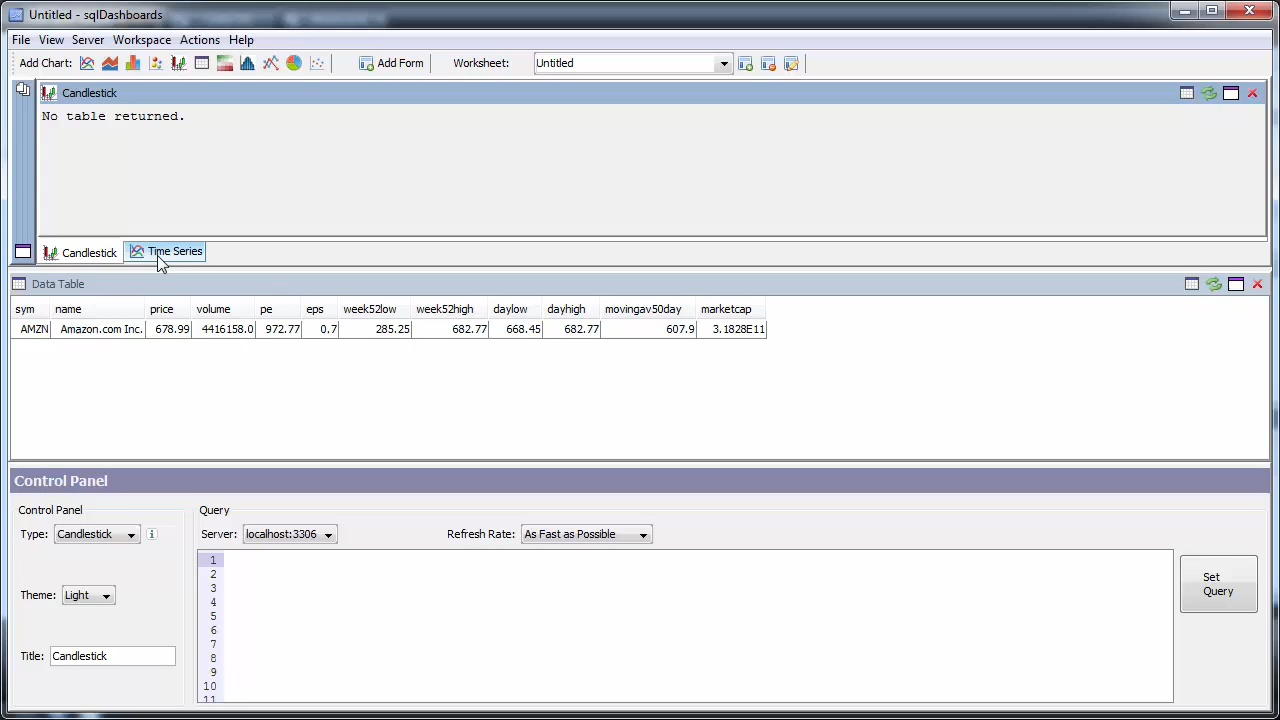 Untitled - sqlDashboards
File View Server Workspace Actions Help
Add Chart: Add Form Worksheet: Untitled
Candlestick
No table returned.
Candlestick Time Series
Data Table
sym name price volume pe eps week52low week52high daylow dayhigh movingav50day marketcap
AMZN Amazon.com Inc. 678.99 4416158.0 972.77 0.7 285.25 682.77 668.45 682.77 607.9 3.1828E11
Control Panel
Control Panel Query
Type: Candlestick i Server: localhost:3306 Refresh Rate: As Fast as Possible
1
2
3
4
5
6
7
8
9
10
11
Set
Query
Theme: Light
Title: Candlestick